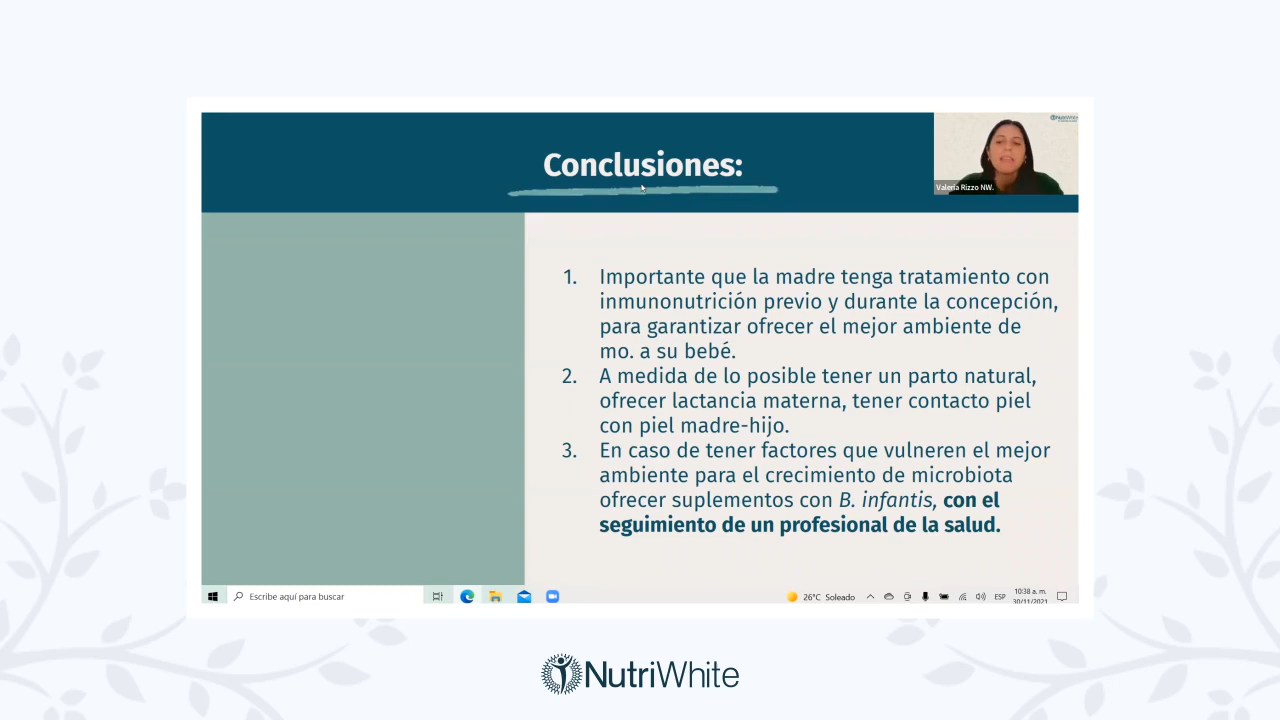 Conclusiones:
NutriWhite
Valeria Rizzo NW.
1. Importante que la madre tenga tratamiento con
inmunonutrición previo y durante la concepción,
para garantizar ofrecer el mejor ambiente de
mo. a su bebé.
2. A medida de lo posible tener un parto natural,
ofrecer lactancia materna, tener contacto piel
con piel madre-hijo.
3. En caso de tener factores que vulneren el mejor
ambiente para el crecimiento de microbiota
ofrecer suplementos con B. infantis, con el
seguimiento de un profesional de la salud.
Escribe aquí para buscar
26°C Soleado
ESP
10:38 a. m.
30/11/2021
NutriWhite